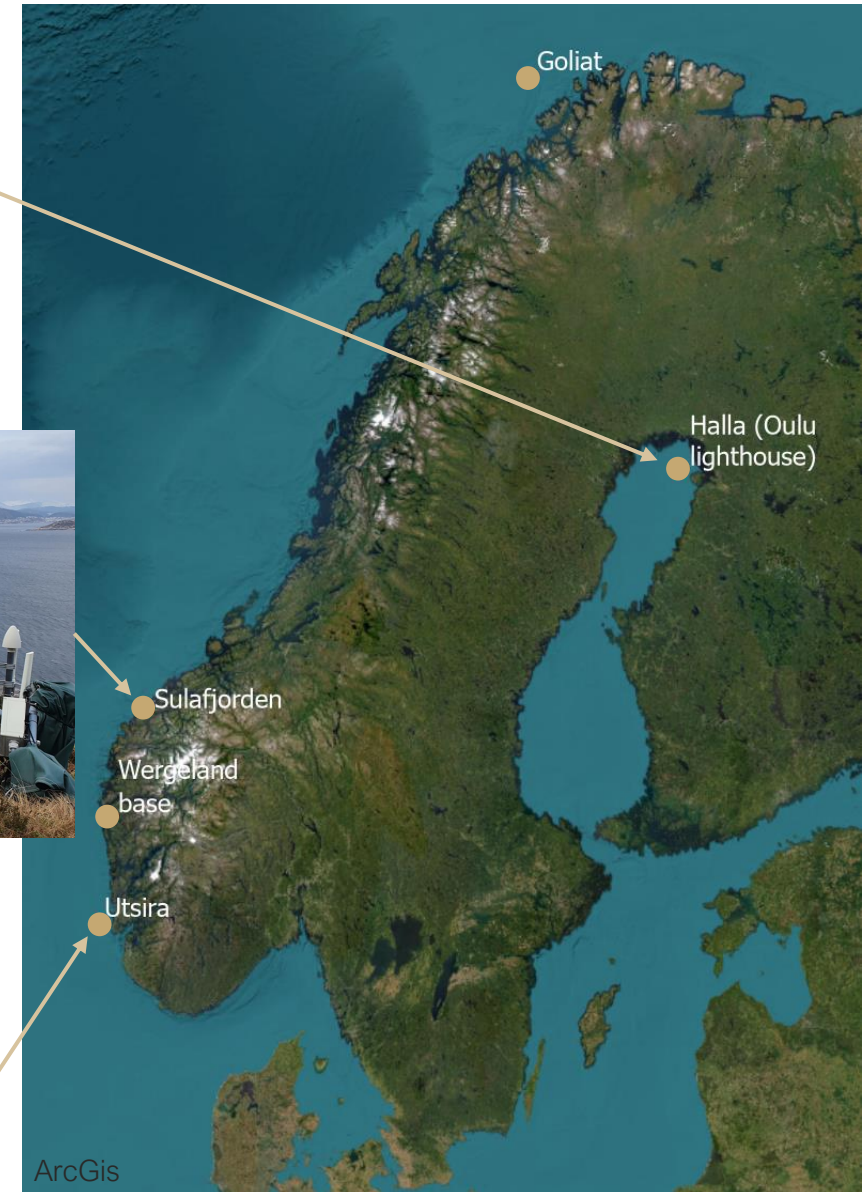 Goliat
Halla (Oulu
lighthouse)
Sulafjorden
Wergeland
base
Utsira
ArcGis